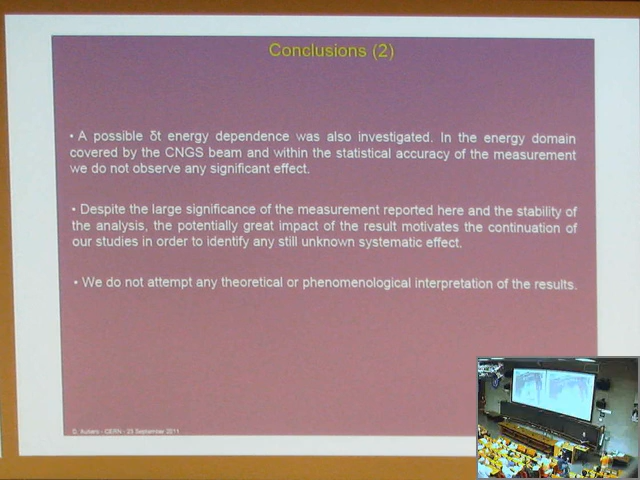 Conclusions (2)
• A possible δt energy dependence was also investigated. In the energy domain
covered by the CNGS beam and within the statistical accuracy of the measurement
we do not observe any significant effect.
• Despite the large significance of the measurement reported here and the stability of
the analysis, the potentially great impact of the result motivates the continuation of
our studies in order to identify any still unknown systematic effect.
• We do not attempt any theoretical or phenomenological interpretation of the results.
D. Autiero - CERN - 23 September 2011